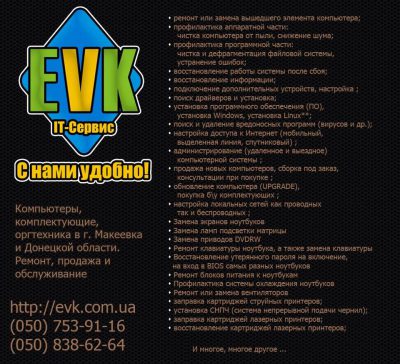 EVK
IT-Сервис
С нами удобно!
Компьютеры,
комплектующие,
оргтехника в г. Макеевка
и Донецкой области.
Ремонт, продажа и
обслуживание
http://evk.com.ua
(050) 753-91-16
(050) 838-62-64
• ремонт или замена вышедшего элемента компьютера;
• профилактика аппаратной части:
чистка компьютера от пыли, снижение шума;
• профилактика программной части:
чистка и дефрагментация файловой системы,
устранение ошибок;
• восстановление работы системы после сбоя;
• восстановление информации;
• подключение дополнительных устройств, настройка ;
• поиск драйверов и установка;
• установка программного обеспечения (ПО),
установка Windows, установка Linux**;
• поиск и удаление вредоносных программ (вирусов и др.);
• настройка доступа к Интернет (мобильный,
выделенная линия, спутниковый) ;
• администрирование (удаленное и выездное)
компьютерной системы ;
• продажа новых компьютеров, сборка под заказ,
консультации при покупке ;
• обновление компьютера (UPGRADE),
покупка б\у комплектующих ;
• настройка локальных сетей как проводных
так и беспроводных ;
• Замена экранов ноутбуков
• Замена ламп подсветки матрицы
• Замена приводов DVDRW
• Ремонт клавиатуры ноутбука, а также замена клавиатуры
• Восстановление утерянного пароля на включение,
на вход в BIOS самых разных ноутбуков
• Ремонт блоков питания к ноутбукам
• Профилактика системы охлаждения ноутбуков
• Ремонт или замена вентиляторов
• заправка картриджей струйных принтеров;
• установка СНПЧ (система непрерывной подачи чернил);
• заправка картриджей лазерных принтеров;
• восстановление картриджей лазерных принтеров;
И многое, многое другое ...